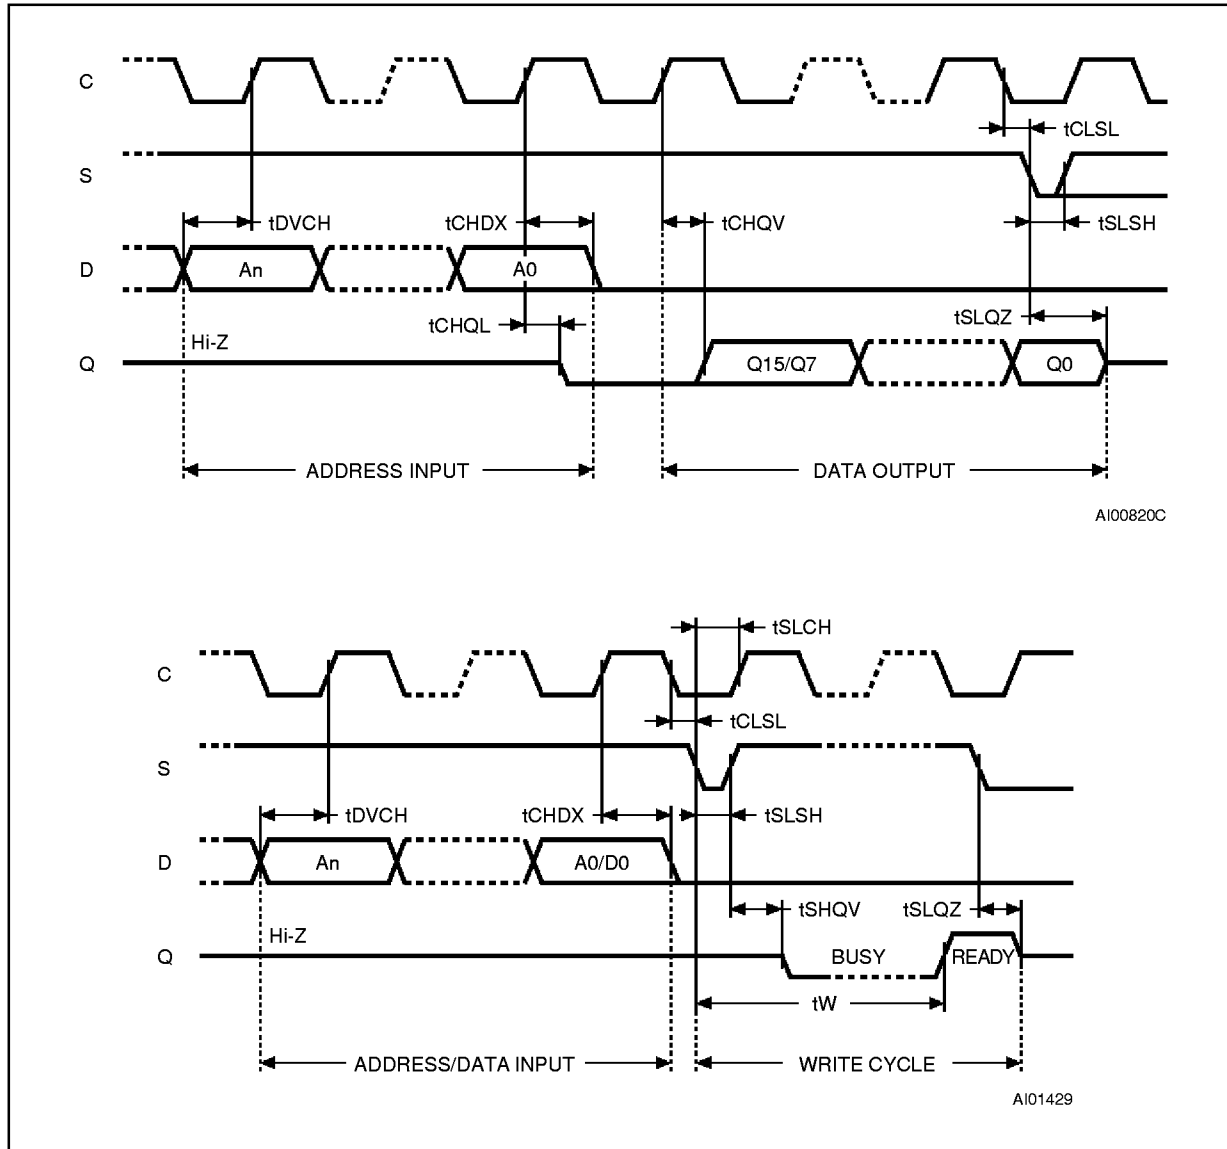 C
tCLSL
S
tDVCH
tCHDX
tCHQV
tSLSH
D
An
A0
tCHQL
tSLQZ
Hi-Z
Q
Q15/Q7
Q0
ADDRESS INPUT
DATA OUTPUT
AI00820C
tSLCH
C
tCLSL
S
tDVCH
tCHDX
tSLSH
D
An
A0/D0
tSHQV
tSLQZ
Hi-Z
Q
BUSY
READY
tW
ADDRESS/DATA INPUT
WRITE CYCLE
AI01429